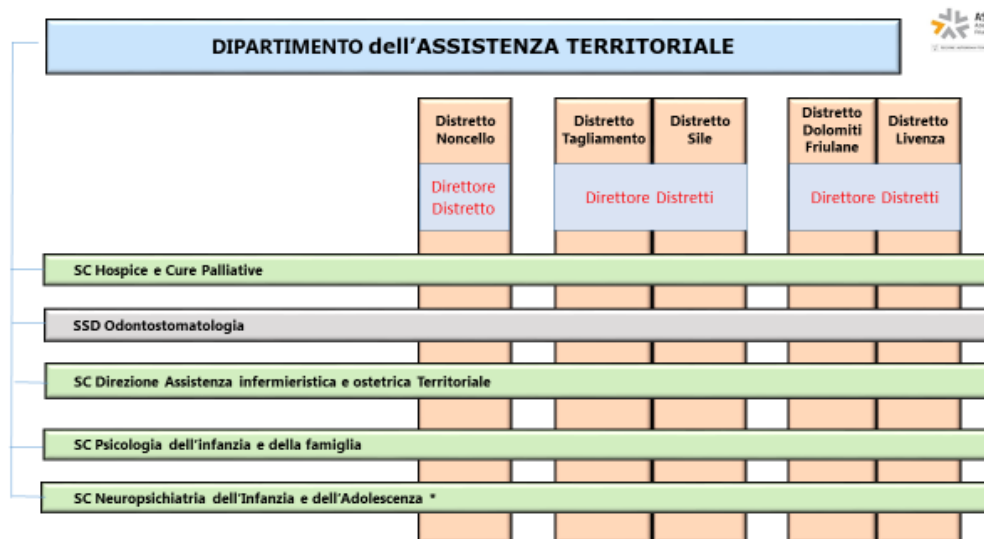 DIPARTIMENTO dell'ASSISTENZA TERRITORIALE
AS
Distretto
Noncello
Distretto
Tagliamento
Distretto
Sile
Distretto
Dolomiti
Friulane
Distretto
Livenza
Direttore
Distretto
Direttore Distretti
Direttore Distretti
SC Hospice e Cure Palliative
SSD Odontostomatologia
SC Direzione Assistenza infermieristica e ostetrica Territoriale
SC Psicologia dell'infanzia e della famiglia
SC Neuropsichiatria dell'Infanzia e dell'Adolescenza *